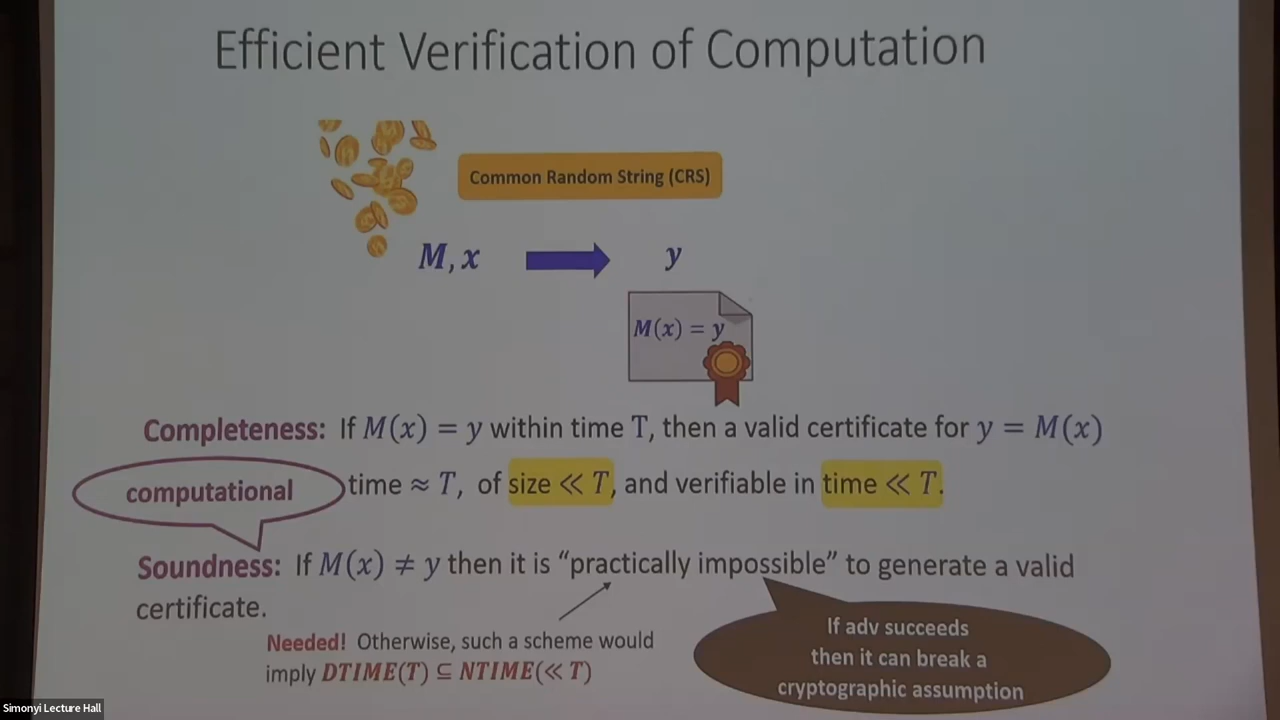 Efficient Verification of Computation
Common Random String (CRS)
M, x
y
M(x) = y
Completeness: If M(x) = y within time T, then a valid certificate for y = M(x)
computational
time ≈ T, of size ≪ T, and verifiable in time ≪ T.
Soundness: If M(x) ≠ y then it is “practically impossible” to generate a valid
certificate.
Needed! Otherwise, such a scheme would
imply DTIME(T) ⊆ NTIME(≪ T)
If adv succeeds
then it can break a
cryptographic assumption
Simonyi Lecture Hall